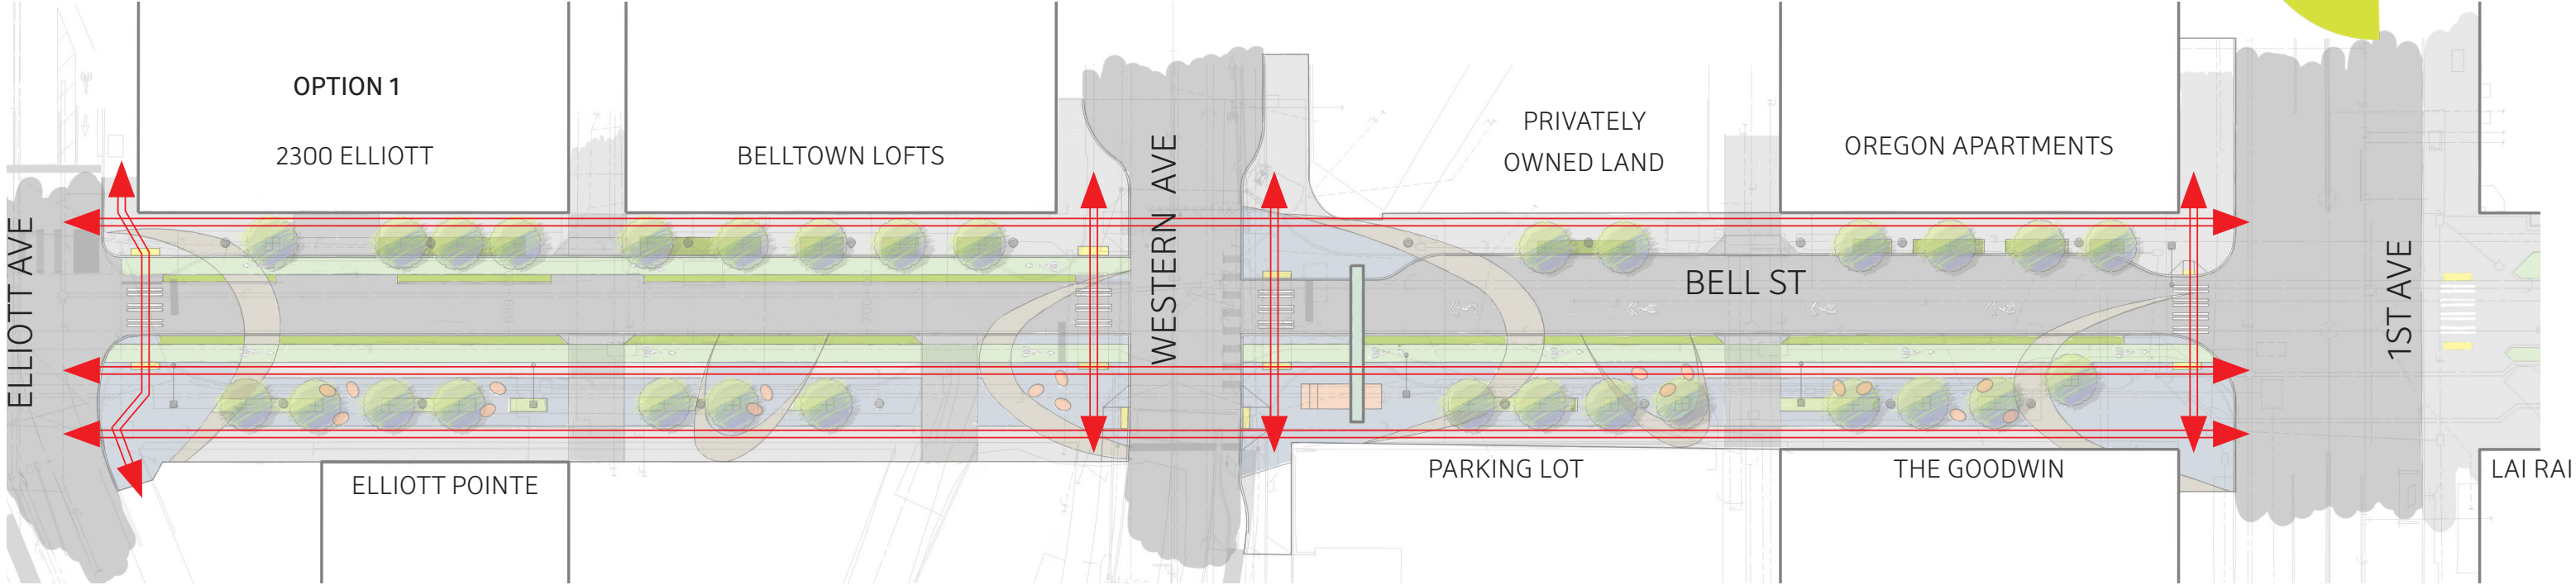 OPTION 1
2300 ELLIOTT
BELLTOWN LOFTS
PRIVATELY
OWNED LAND
OREGON APARTMENTS
ELLIOTT AVE
WESTERN AVE
BELL ST
1ST AVE
ELLIOTT POINTE
PARKING LOT
THE GOODWIN
LAI RAI